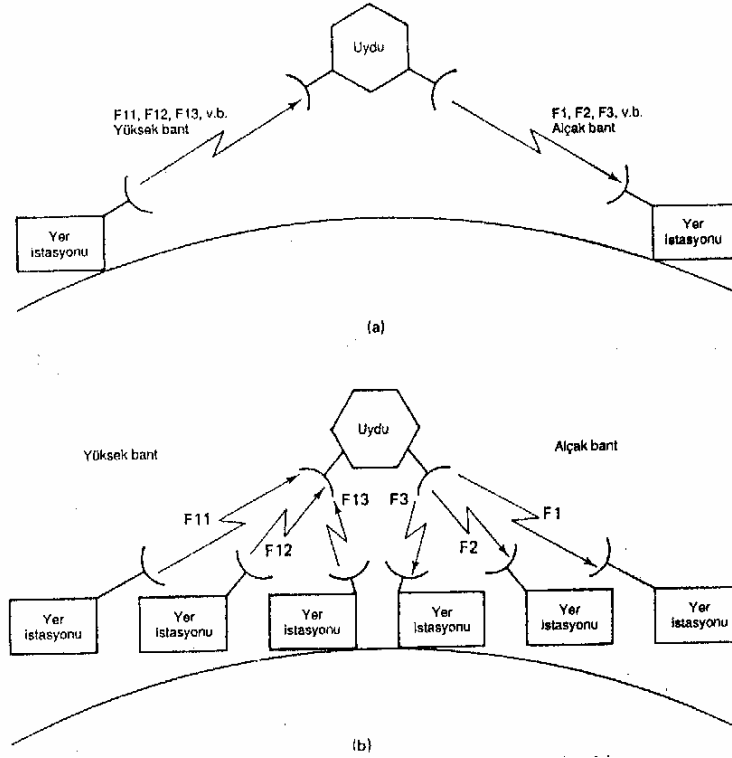 Uydu
F11, F12, F13, v.b.
Yüksek bant
F1, F2, F3, v.b.
Alçak bant
Yer
istasyonu
Yer
istasyonu
(a)
Uydu
Yüksek bant
Alçak bant
F11
F12
F13
F3
F2
F1
Yer
istasyonu
Yer
istasyonu
Yer
istasyonu
Yer
istasyonu
Yer
istasyonu
Yer
istasyonu
(b)